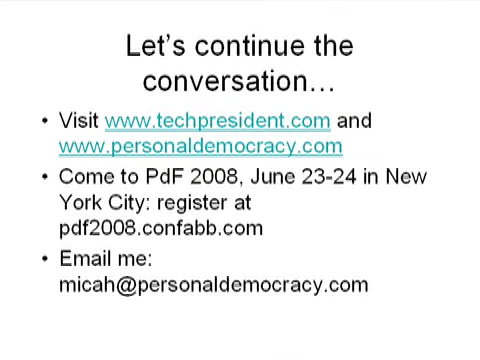 Let's continue the
conversation…
• Visit www.techpresident.com and
www.personaldemocracy.com
• Come to PdF 2008, June 23-24 in New
York City: register at
pdf2008.confabb.com
• Email me:
micah@personaldemocracy.com